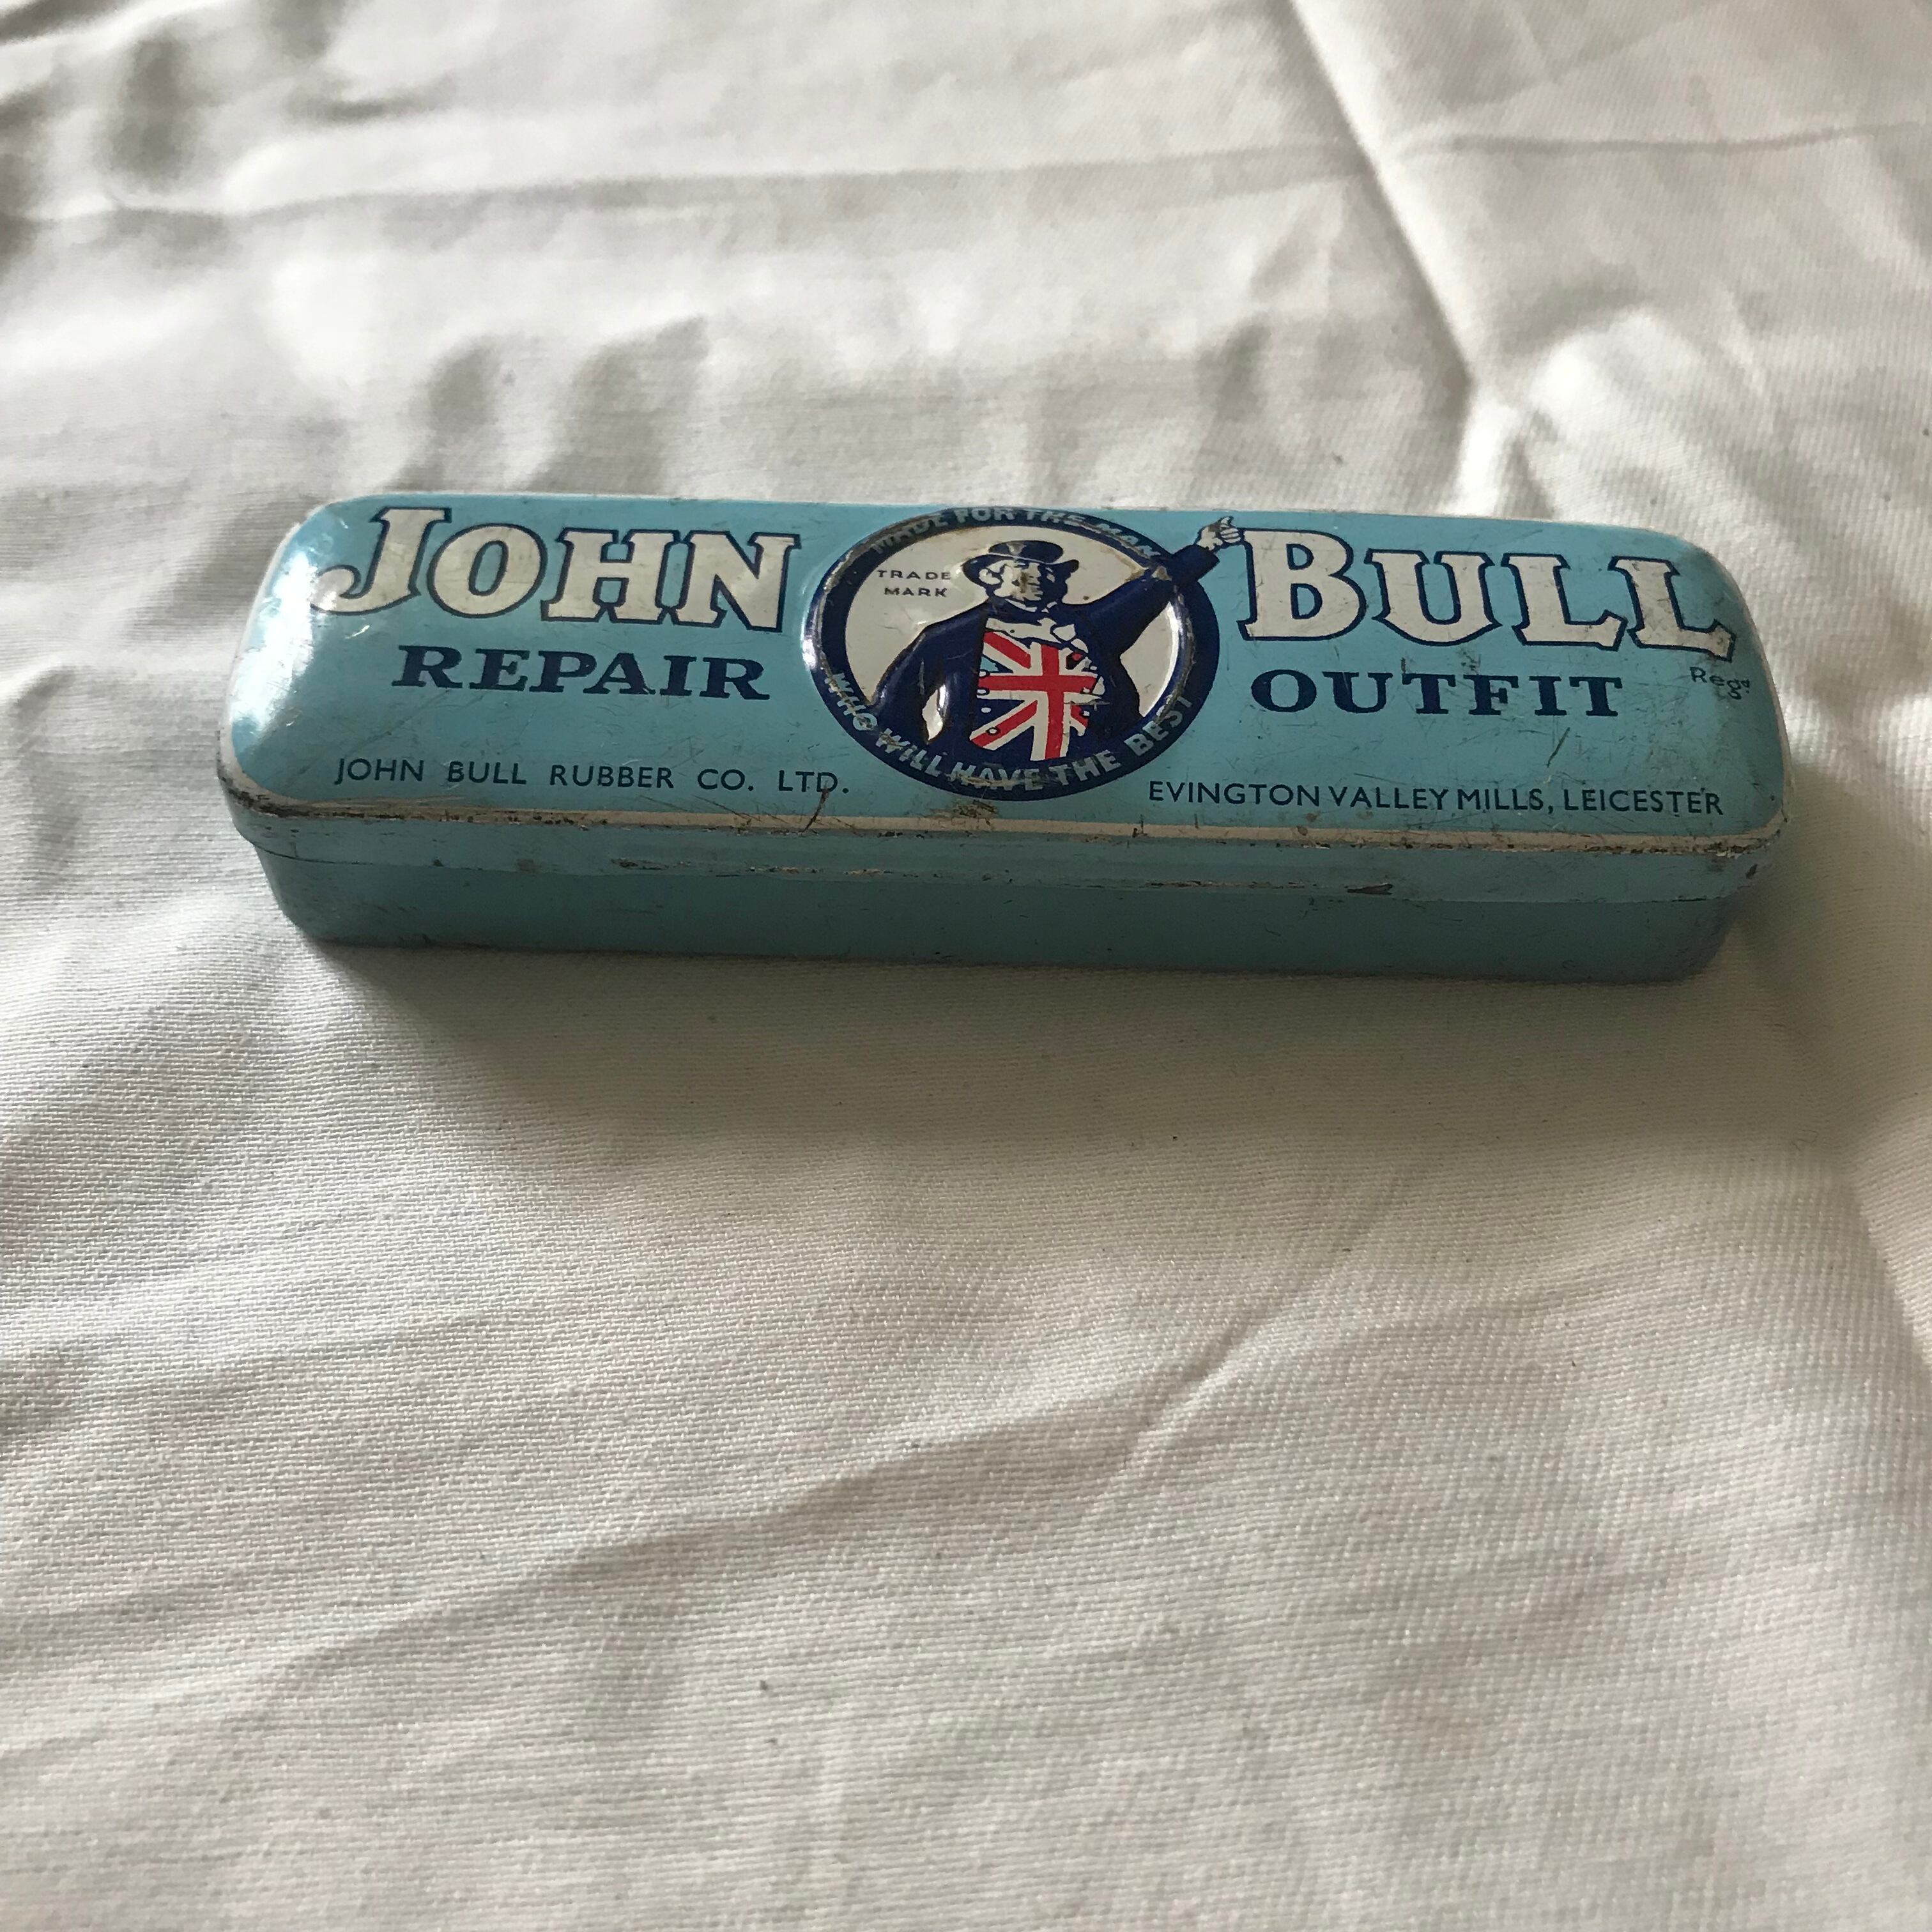 JOHN BULL
REPAIR OUTFIT
Regd
MADE FOR THE MAN
TRADE
MARK
WHO WILL HAVE THE BEST
JOHN BULL RUBBER CO. LTD.
EVINGTON VALLEY MILLS, LEICESTER